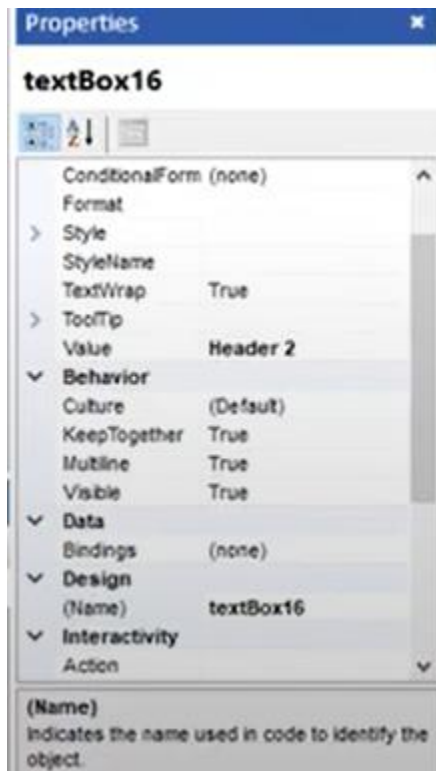 Properties
textBox16
ConditionalForm (none)
Format
Style
StyleName
TextWrap True
ToolTip
Value Header 2
Behavior
Culture (Default)
KeepTogether True
Multiline True
Visible True
Data
Bindings (none)
Design
(Name) textBox16
Interactivity
Action
(Name)
Indicates the name used in code to identify the
object.